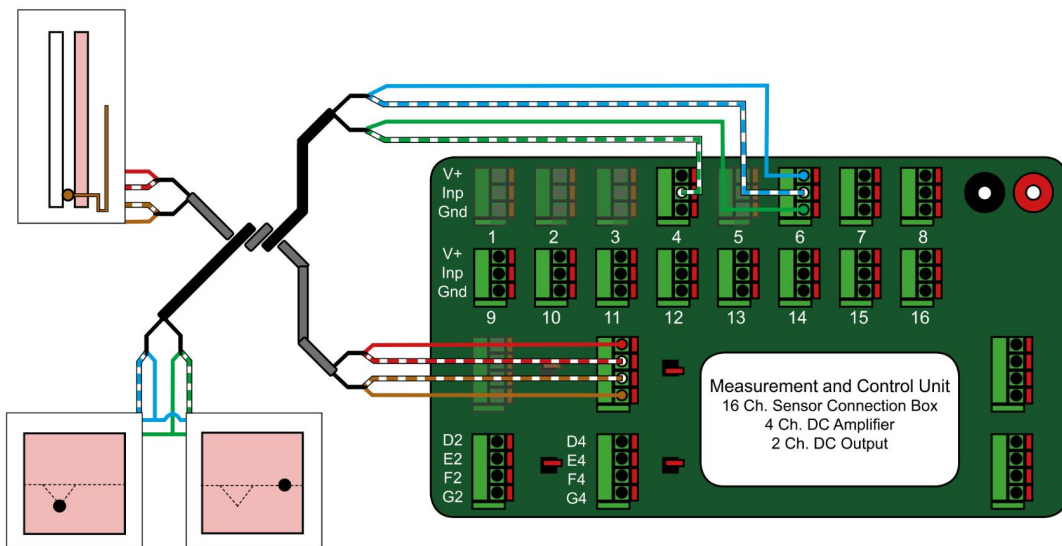 V+
Inp
Gnd
1 2 3 4 5 6 7 8
V+
Inp
Gnd
9 10 11 12 13 14 15 16
Measurement and Control Unit
16 Ch. Sensor Connection Box
4 Ch. DC Amplifier
2 Ch. DC Output
D2 D4
E2 E4
F2 F4
G2 G4